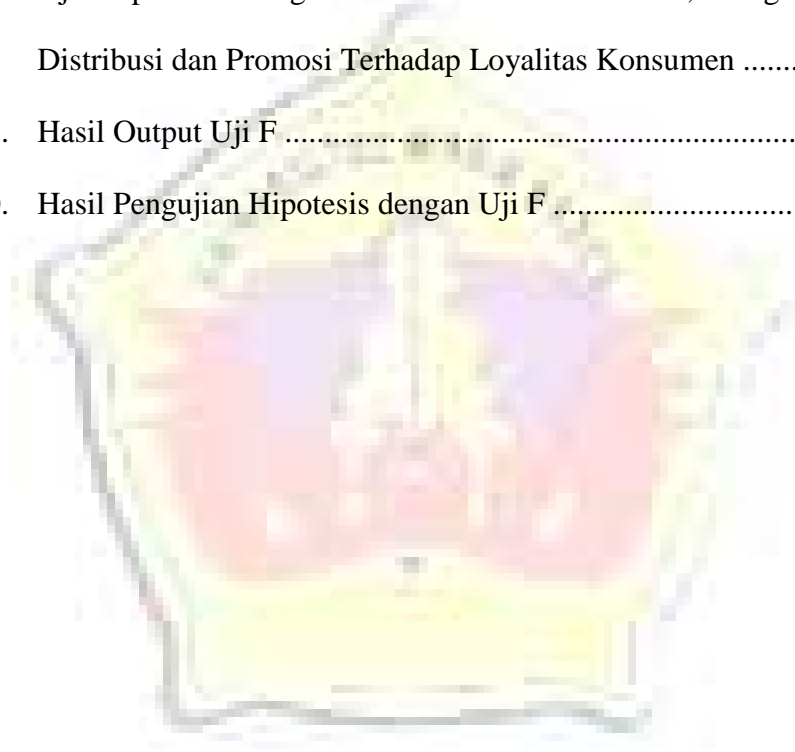 Distribusi dan Promosi Terhadap Loyalitas Konsumen .......
. Hasil Output Uji F ..................................................................
. Hasil Pengujian Hipotesis dengan Uji F ..............................